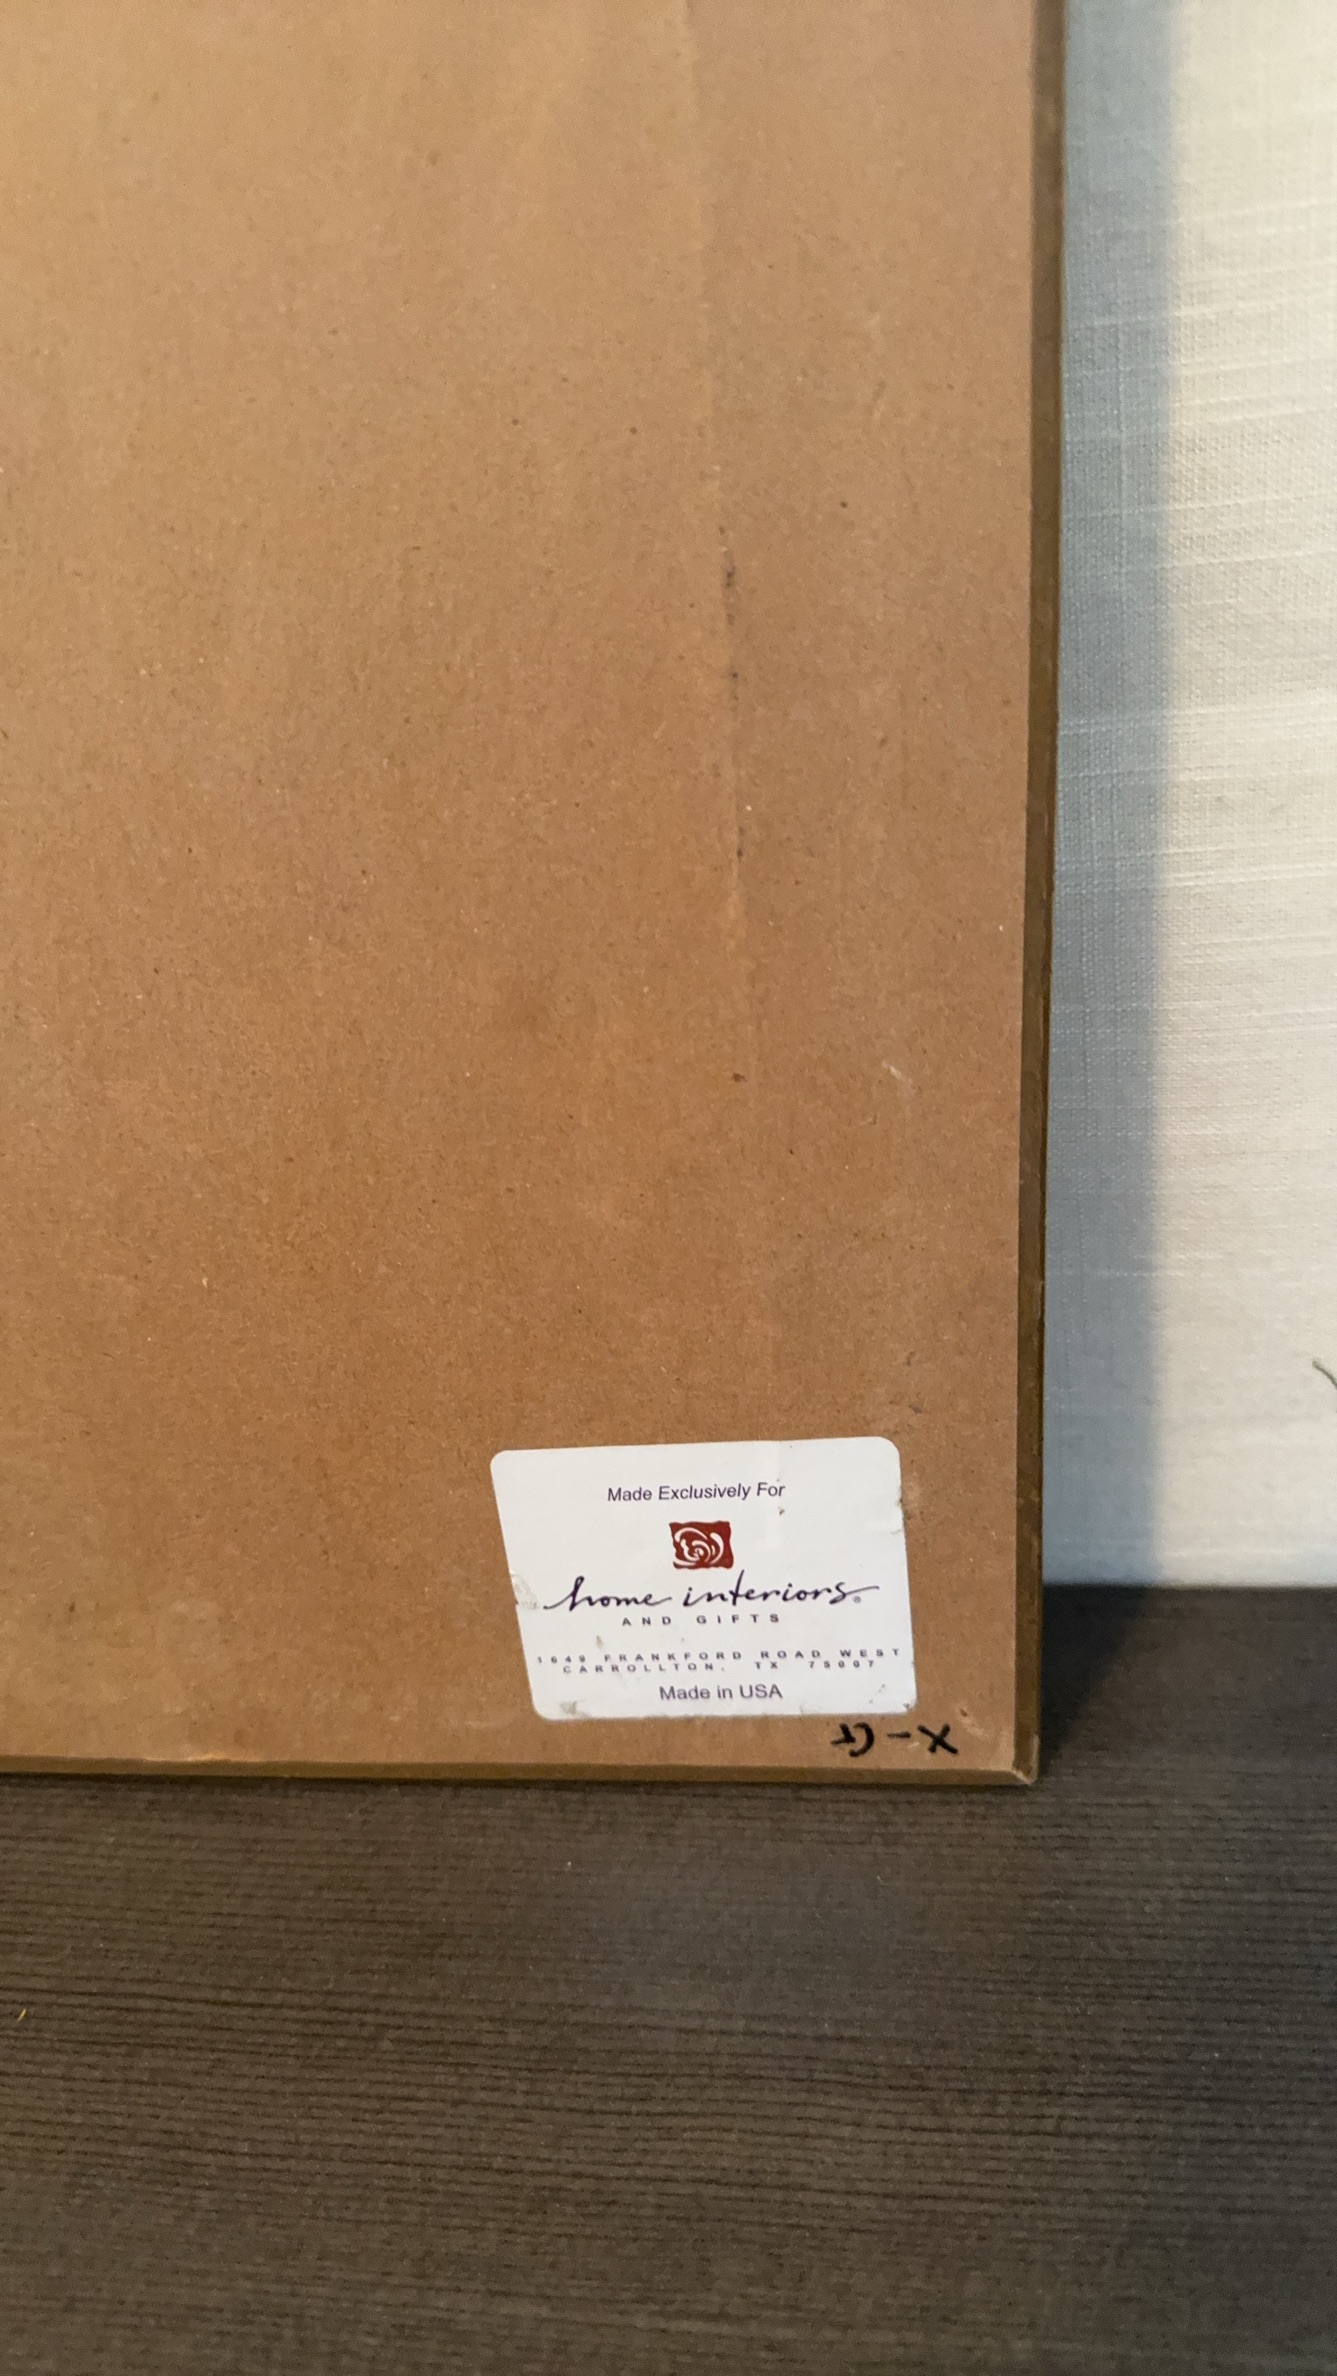 Made Exclusively For
home interiors®
AND GIFTS
1649 FRANKFORD ROAD WEST
CARROLLTON, TX 75007
Made in USA